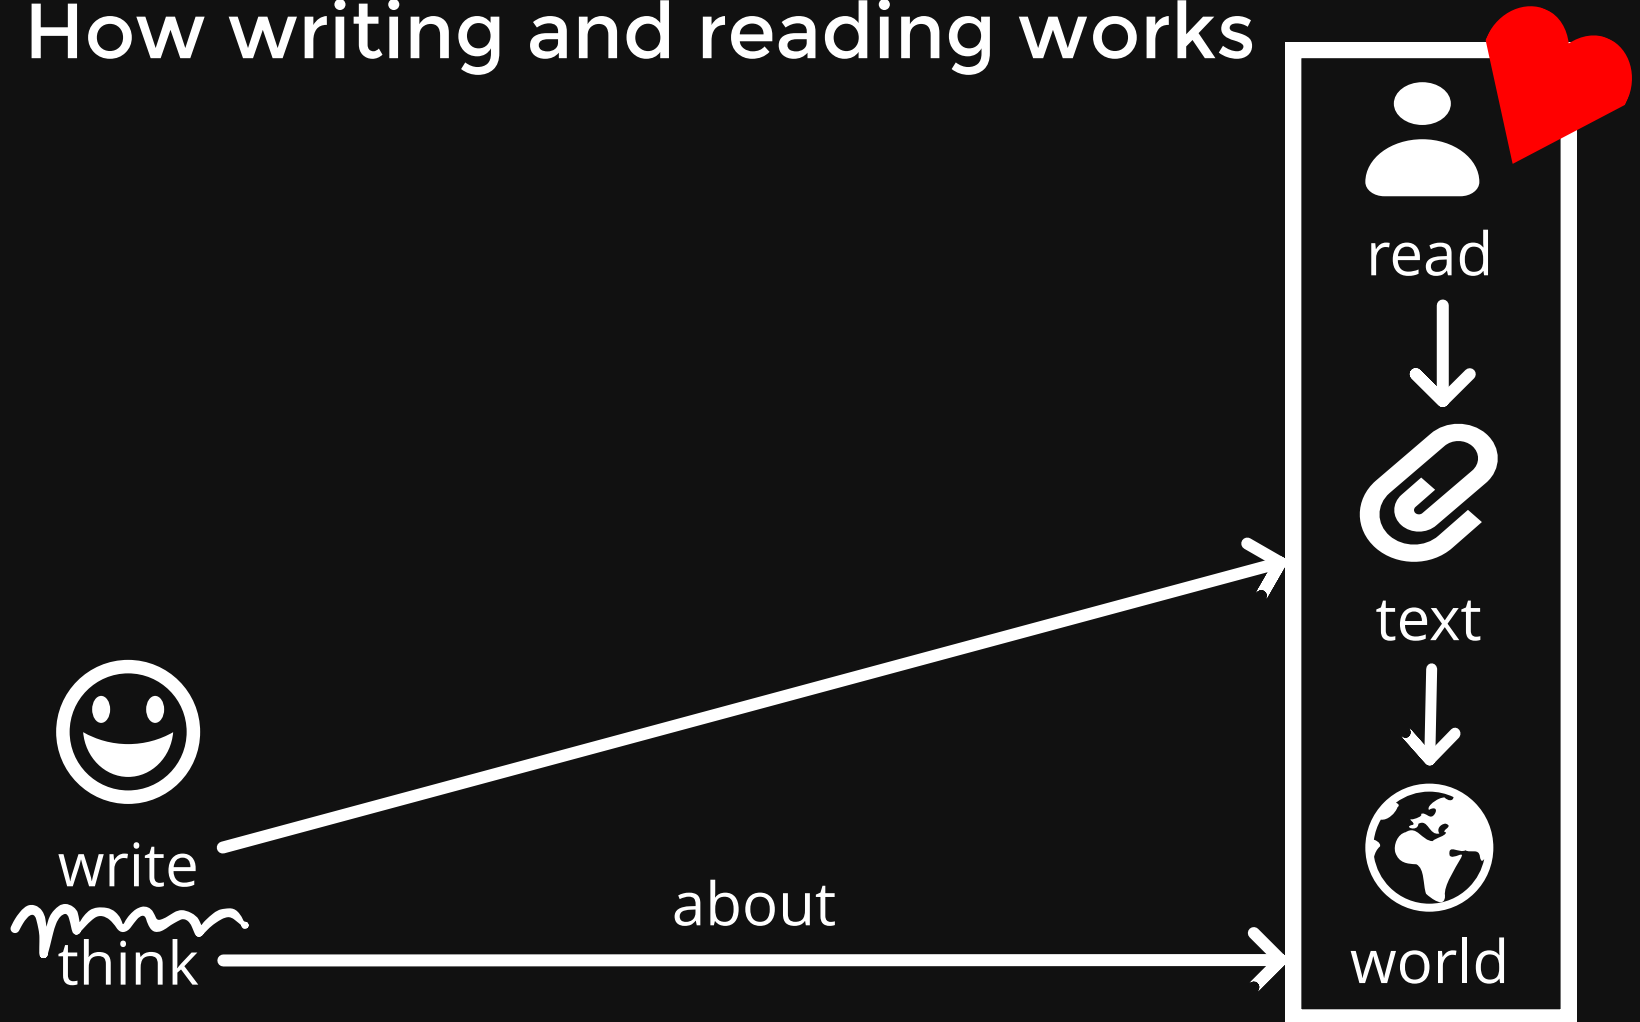 How writing and reading works
read
text
write
about
think
world